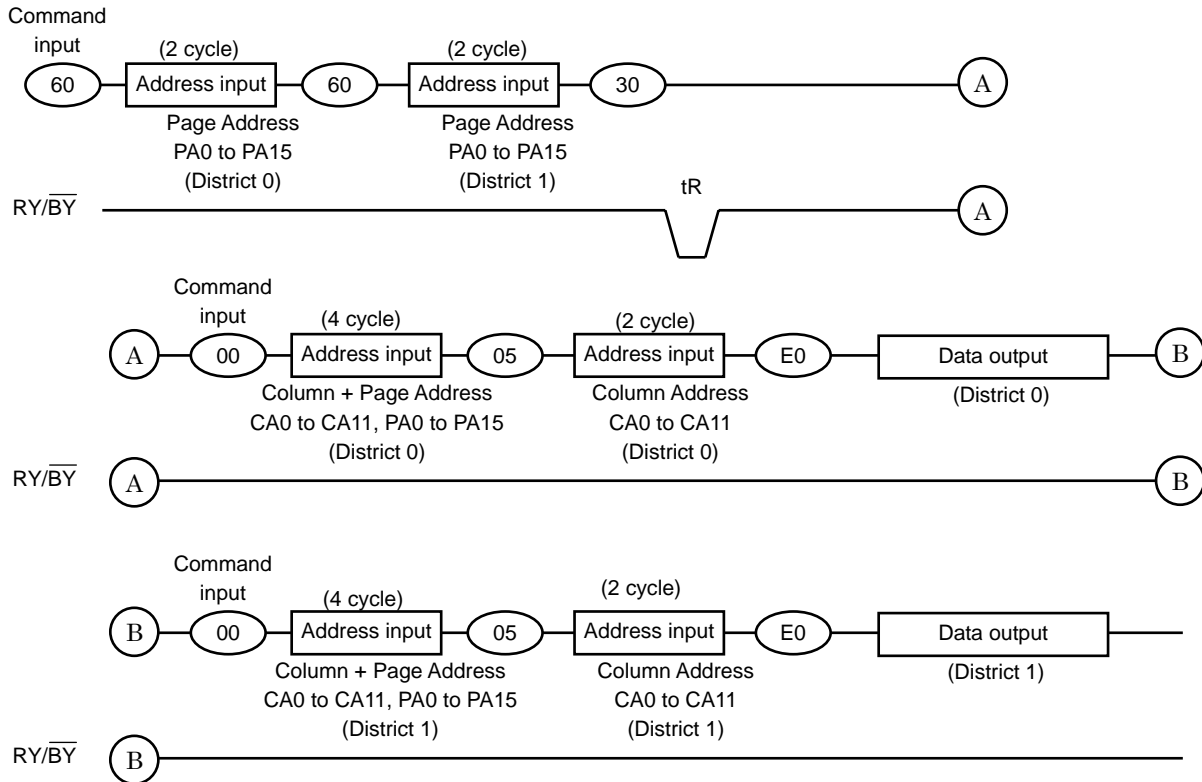 Command
input
(2 cycle)
(2 cycle)
60
Address input
60
Address input
30
A
Page Address
PA0 to PA15
(District 0)
Page Address
PA0 to PA15
(District 1)
tR
RY/BY
A
Command
input
(4 cycle)
(2 cycle)
A
00
Address input
05
Address input
E0
Data output
B
Column + Page Address
CA0 to CA11, PA0 to PA15
(District 0)
Column Address
CA0 to CA11
(District 0)
(District 0)
RY/BY
A
B
Command
input
(4 cycle)
(2 cycle)
B
00
Address input
05
Address input
E0
Data output
Column + Page Address
CA0 to CA11, PA0 to PA15
(District 1)
Column Address
CA0 to CA11
(District 1)
(District 1)
RY/BY
B